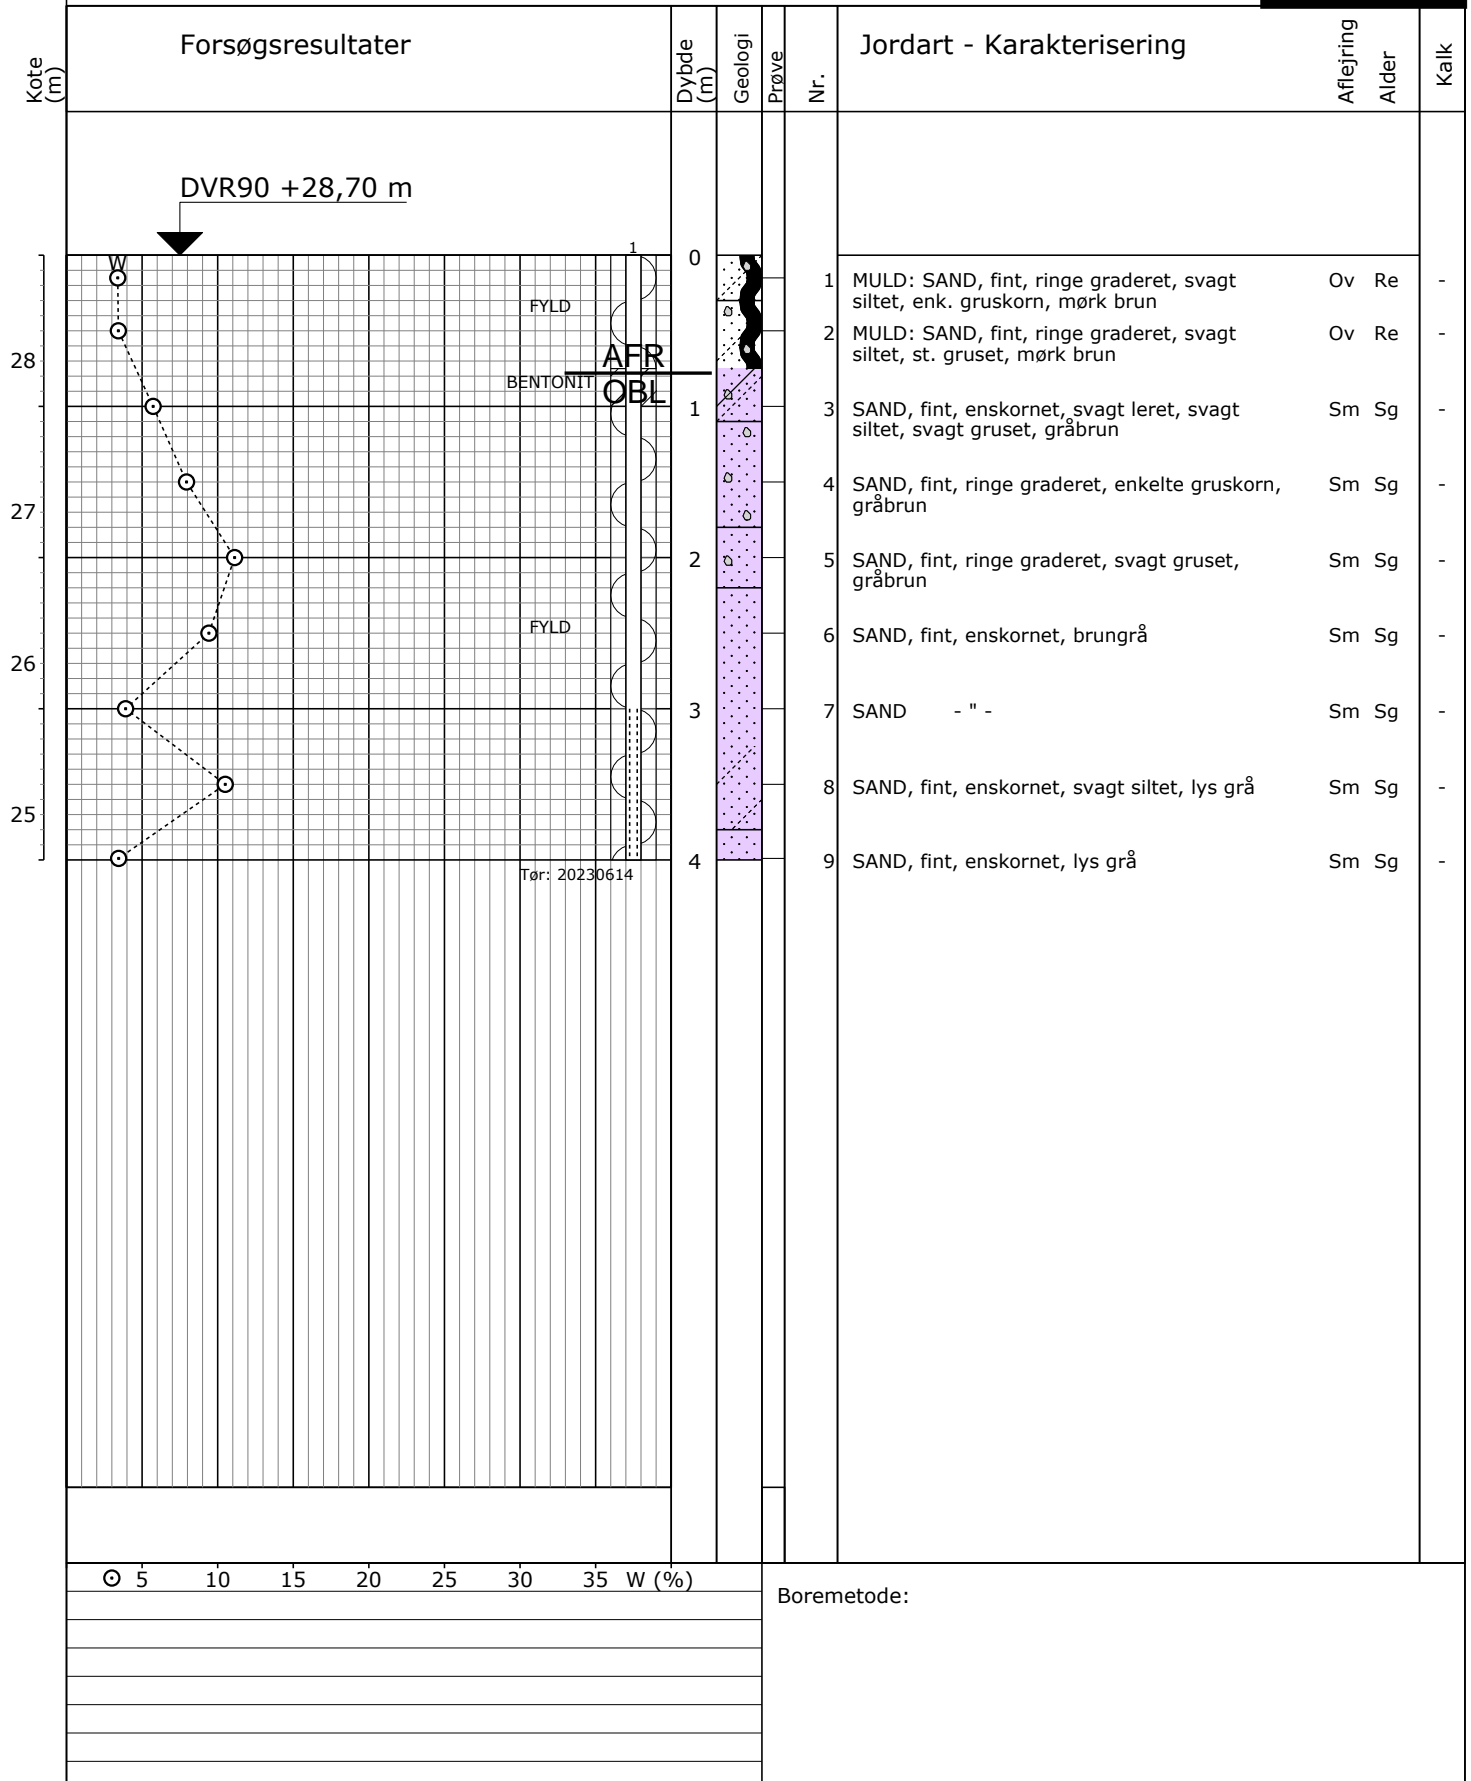 Kote
(m)
Forsøgsresultater
Dybde
(m)
Geologi
Prøve
Nr.
Jordart - Karakterisering
Aflejring
Alder
Kalk
DVR90 +28,70 m
W
1
0
1 MULD: SAND, fint, ringe graderet, svagt Ov Re -
siltet, enk. gruskorn, mørk brun
FYLD
2 MULD: SAND, fint, ringe graderet, svagt Ov Re -
siltet, st. gruset, mørk brun
28
AFR
BENTONIT
OBL
1
3 SAND, fint, enskornet, svagt leret, svagt Sm Sg -
siltet, svagt gruset, gråbrun
4 SAND, fint, ringe graderet, enkelte gruskorn, Sm Sg -
gråbrun
27
2
5 SAND, fint, ringe graderet, svagt gruset, Sm Sg -
gråbrun
FYLD
6 SAND, fint, enskornet, brungrå Sm Sg -
26
3
7 SAND - " - Sm Sg -
8 SAND, fint, enskornet, svagt siltet, lys grå Sm Sg -
25
4
9 SAND, fint, enskornet, lys grå Sm Sg -
Tør: 20230614
5 10 15 20 25 30 35 W (%)
Boremetode: